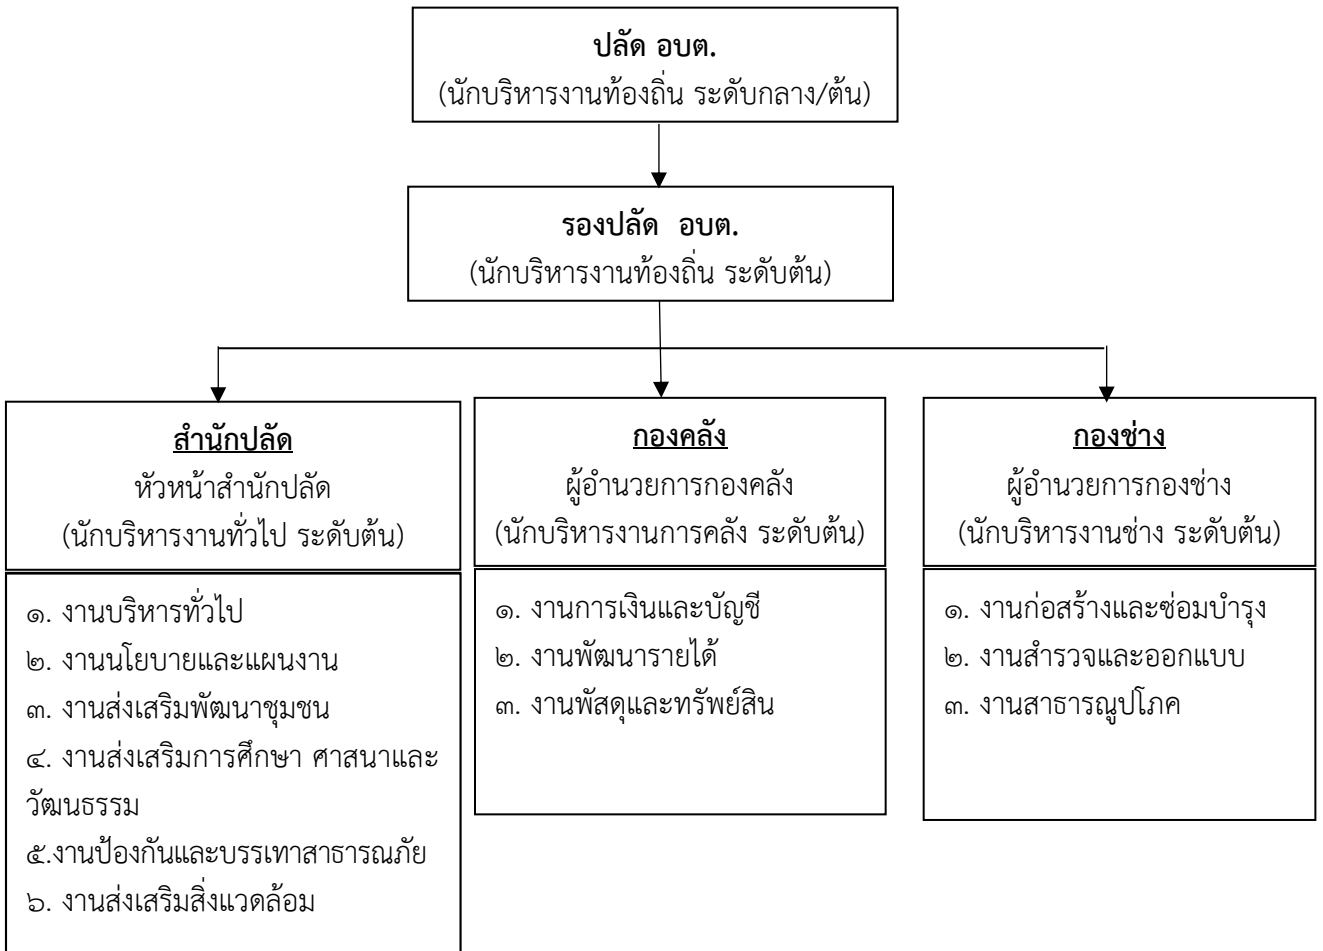 ปลัด อบต.
(นักบริหารงานท้องถิ่น ระดับกลาง/ต้น)
รองปลัด อบต.
(นักบริหารงานท้องถิ่น ระดับต้น)
สำนักปลัด
หัวหน้าสำนักปลัด
(นักบริหารงานทั่วไป ระดับต้น)
๑. งานบริหารทั่วไป
๒. งานนโยบายและแผนงาน
๓. งานส่งเสริมพัฒนาชุมชน
๔. งานส่งเสริมการศึกษา ศาสนาและ
วัฒนธรรม
๕.งานป้องกันและบรรเทาสาธารณภัย
๖. งานส่งเสริมสิ่งแวดล้อม
กองคลัง
ผู้อำนวยการกองคลัง
(นักบริหารงานการคลัง ระดับต้น)
๑. งานการเงินและบัญชี
๒. งานพัฒนารายได้
๓. งานพัสดุและทรัพย์สิน
กองช่าง
ผู้อำนวยการกองช่าง
(นักบริหารงานช่าง ระดับต้น)
๑. งานก่อสร้างและซ่อมบำรุง
๒. งานสำรวจและออกแบบ
๓. งานสาธารณูปโภค